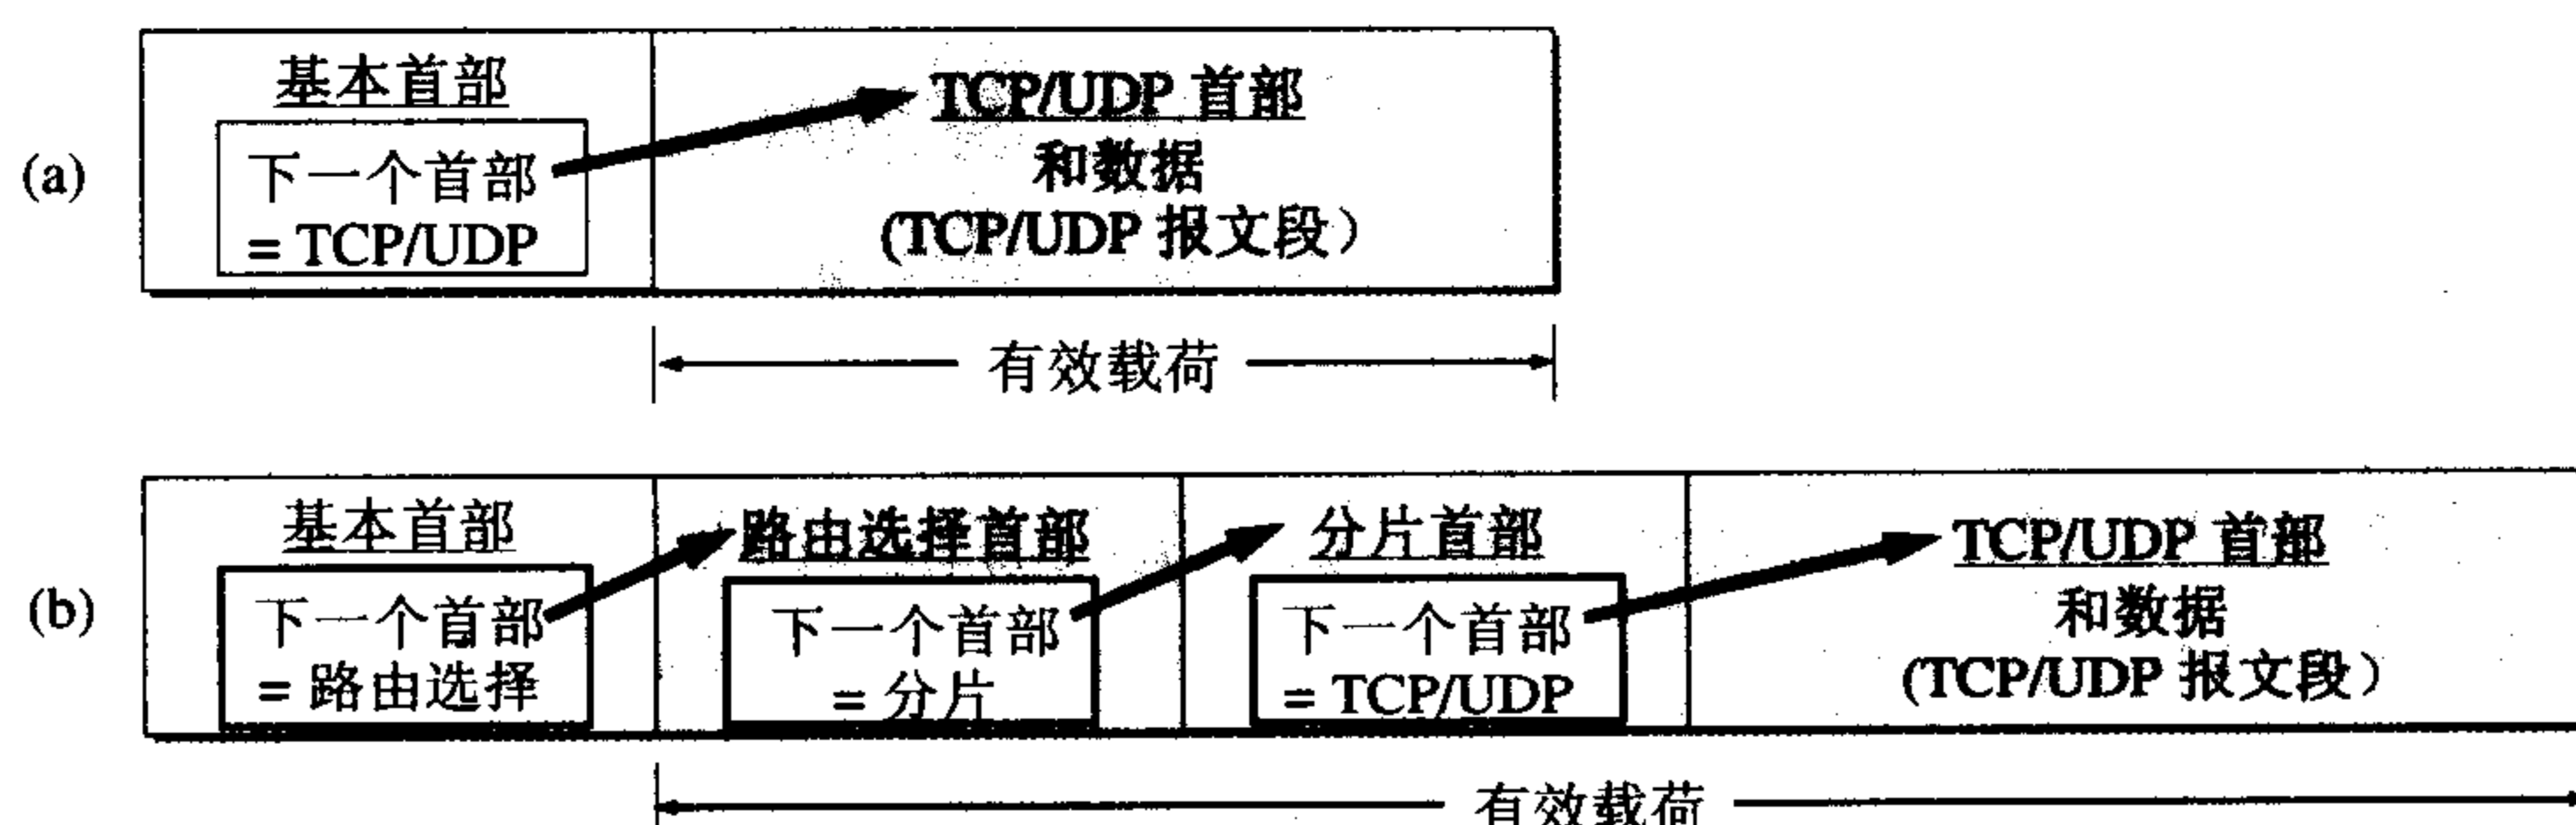 (a)
基本首部
下一个首部
= TCP/UDP
TCP/UDP 首部
和数据
(TCP/UDP 报文段）
有效载荷
(b)
基本首部
下一个首部
= 路由选择
路由选择首部
下一个首部
= 分片
分片首部
下一个首部
= TCP/UDP
TCP/UDP 首部
和数据
(TCP/UDP 报文段）
有效载荷